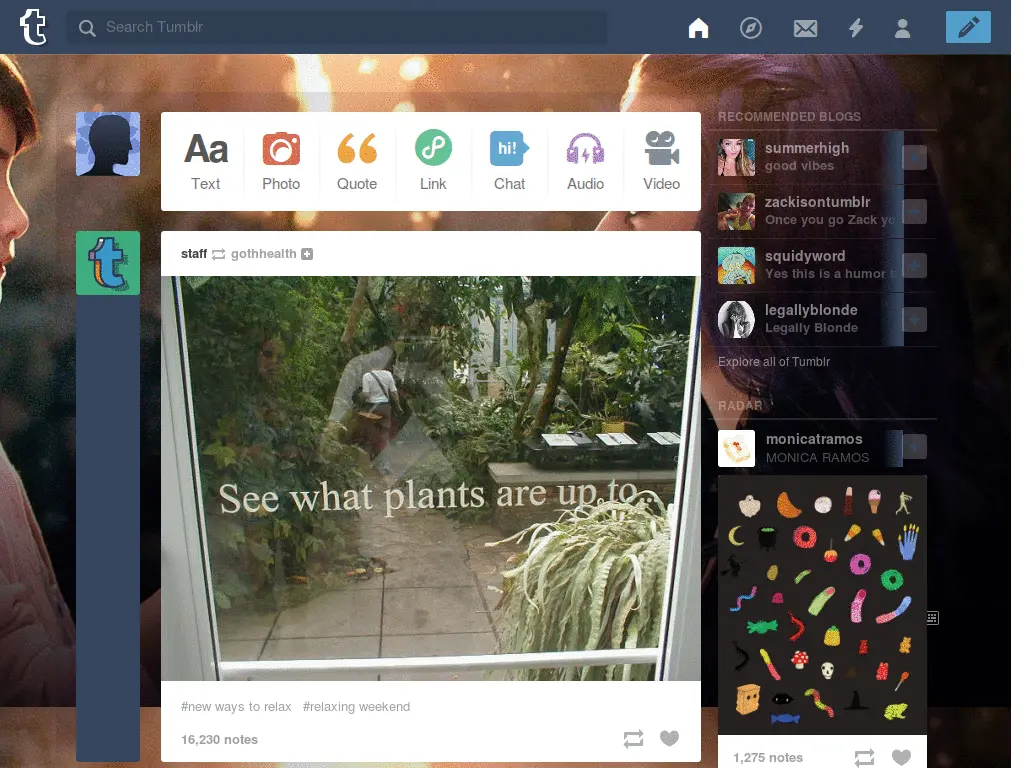 Search Tumblr
Aa
hi!
Text
Photo
Quote
Link
Chat
Audio
Video
staff gothhealth
See what plants are up to...
#new ways to relax #relaxing weekend
16,230 notes
RECOMMENDED BLOGS
summerhigh
good vibes
zackisontumblr
Once you go Zack yo
squidyword
Yes this is a humor b
legallyblonde
Legally Blonde
Explore all of Tumblr
RADAR
monicatramos
MONICA RAMOS
1,275 notes